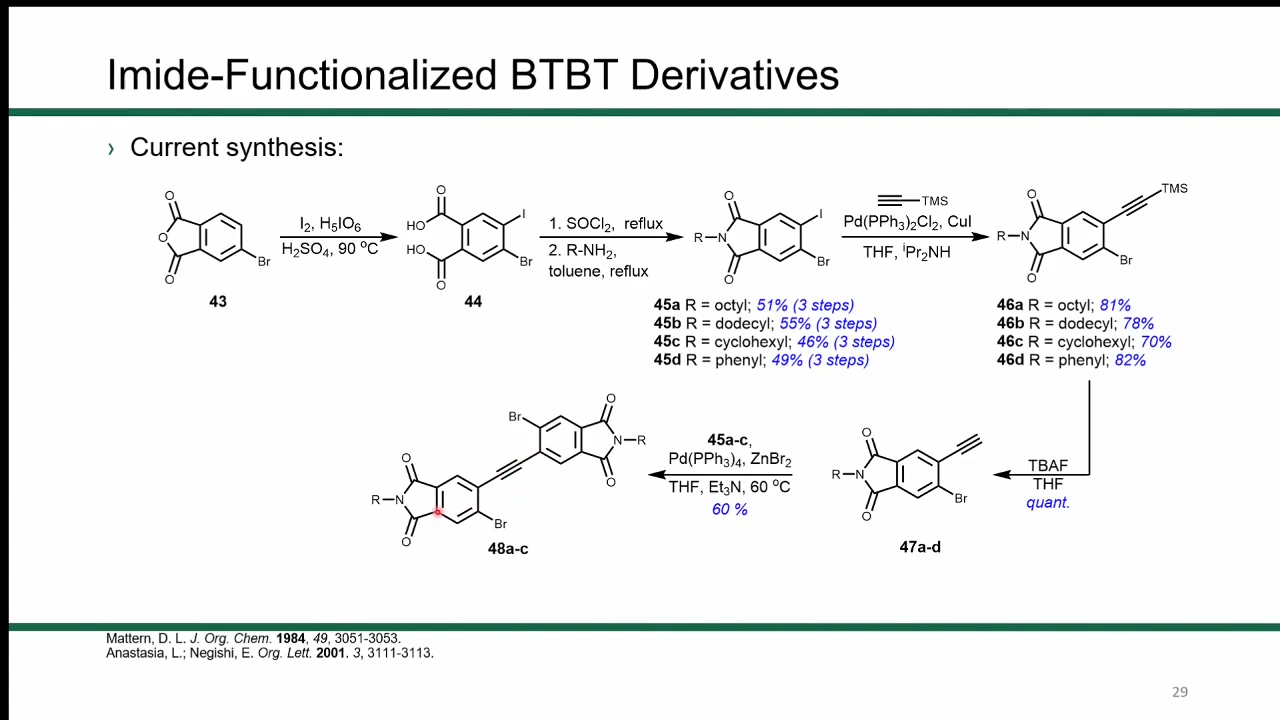 Imide-Functionalized BTBT Derivatives
› Current synthesis:
O
O
O
Br
43
I₂, H₅IO₆
H₂SO₄, 90 ºC
O
HO
HO
O
I
Br
44
1. SOCl₂, reflux
2. R-NH₂,
toluene, reflux
O
R
N
O
I
Br
45a R = octyl; 51% (3 steps)
45b R = dodecyl; 55% (3 steps)
45c R = cyclohexyl; 46% (3 steps)
45d R = phenyl; 49% (3 steps)
TMS
Pd(PPh₃)₂Cl₂, CuI
THF, ⁱPr₂NH
O
R
N
O
TMS
Br
46a R = octyl; 81%
46b R = dodecyl; 78%
46c R = cyclohexyl; 70%
46d R = phenyl; 82%
TBAF
THF
quant.
O
R
N
O
Br
47a-d
45a-c,
Pd(PPh₃)₄, ZnBr₂
THF, Et₃N, 60 ºC
60 %
Br
O
N
R
O
O
R
N
O
Br
48a-c
Mattern, D. L. J. Org. Chem. 1984, 49, 3051-3053.
Anastasia, L.; Negishi, E. Org. Lett. 2001. 3, 3111-3113.
29